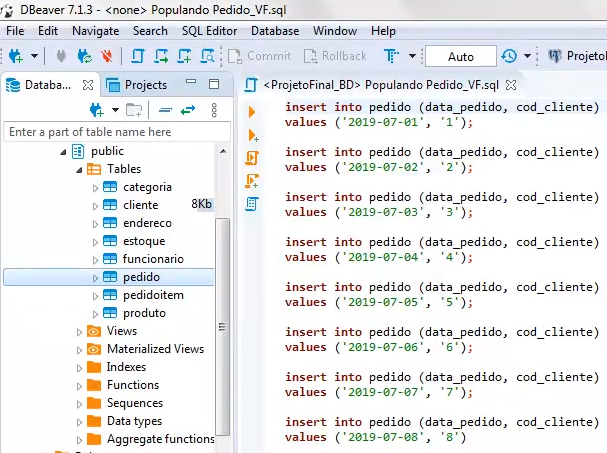 DBeaver 7.1.3 - <none> Populando Pedido_VF.sql
File Edit Navigate Search SQL Editor Database Window Help
Commit Rollback Auto
Databa... Projects
<ProjetoFinal_BD> Populando Pedido_VF.sql
Enter a part of table name here
public
Tables
categoria
cliente 8Kb
endereco
estoque
funcionario
pedido
pedidoitem
produto
Views
Materialized Views
Indexes
Functions
Sequences
Data types
Aggregate functions
insert into pedido (data_pedido, cod_cliente)
values ('2019-07-01', '1');
insert into pedido (data_pedido, cod_cliente)
values ('2019-07-02', '2');
insert into pedido (data_pedido, cod_cliente)
values ('2019-07-03', '3');
insert into pedido (data_pedido, cod_cliente)
values ('2019-07-04', '4');
insert into pedido (data_pedido, cod_cliente)
values ('2019-07-05', '5');
insert into pedido (data_pedido, cod_cliente)
values ('2019-07-06', '6');
insert into pedido (data_pedido, cod_cliente)
values ('2019-07-07', '7');
insert into pedido (data_pedido, cod_cliente)
values ('2019-07-08', '8')